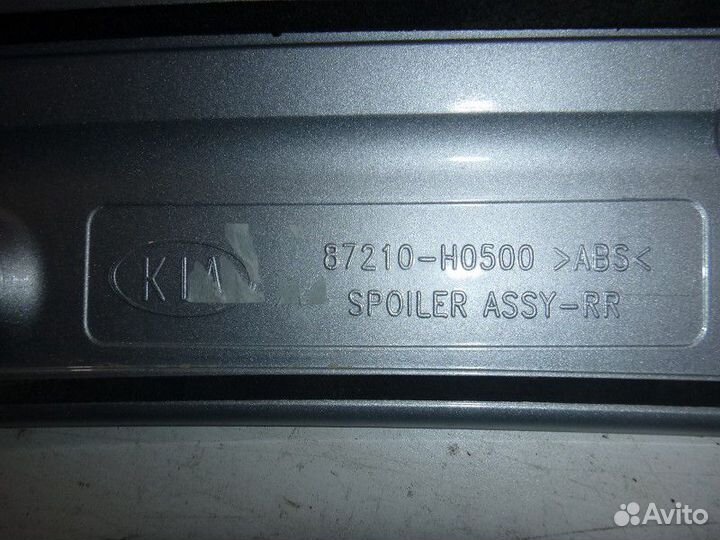 KIA
87210-H0500 >ABS<
SPOILER ASSY-RR
Avito